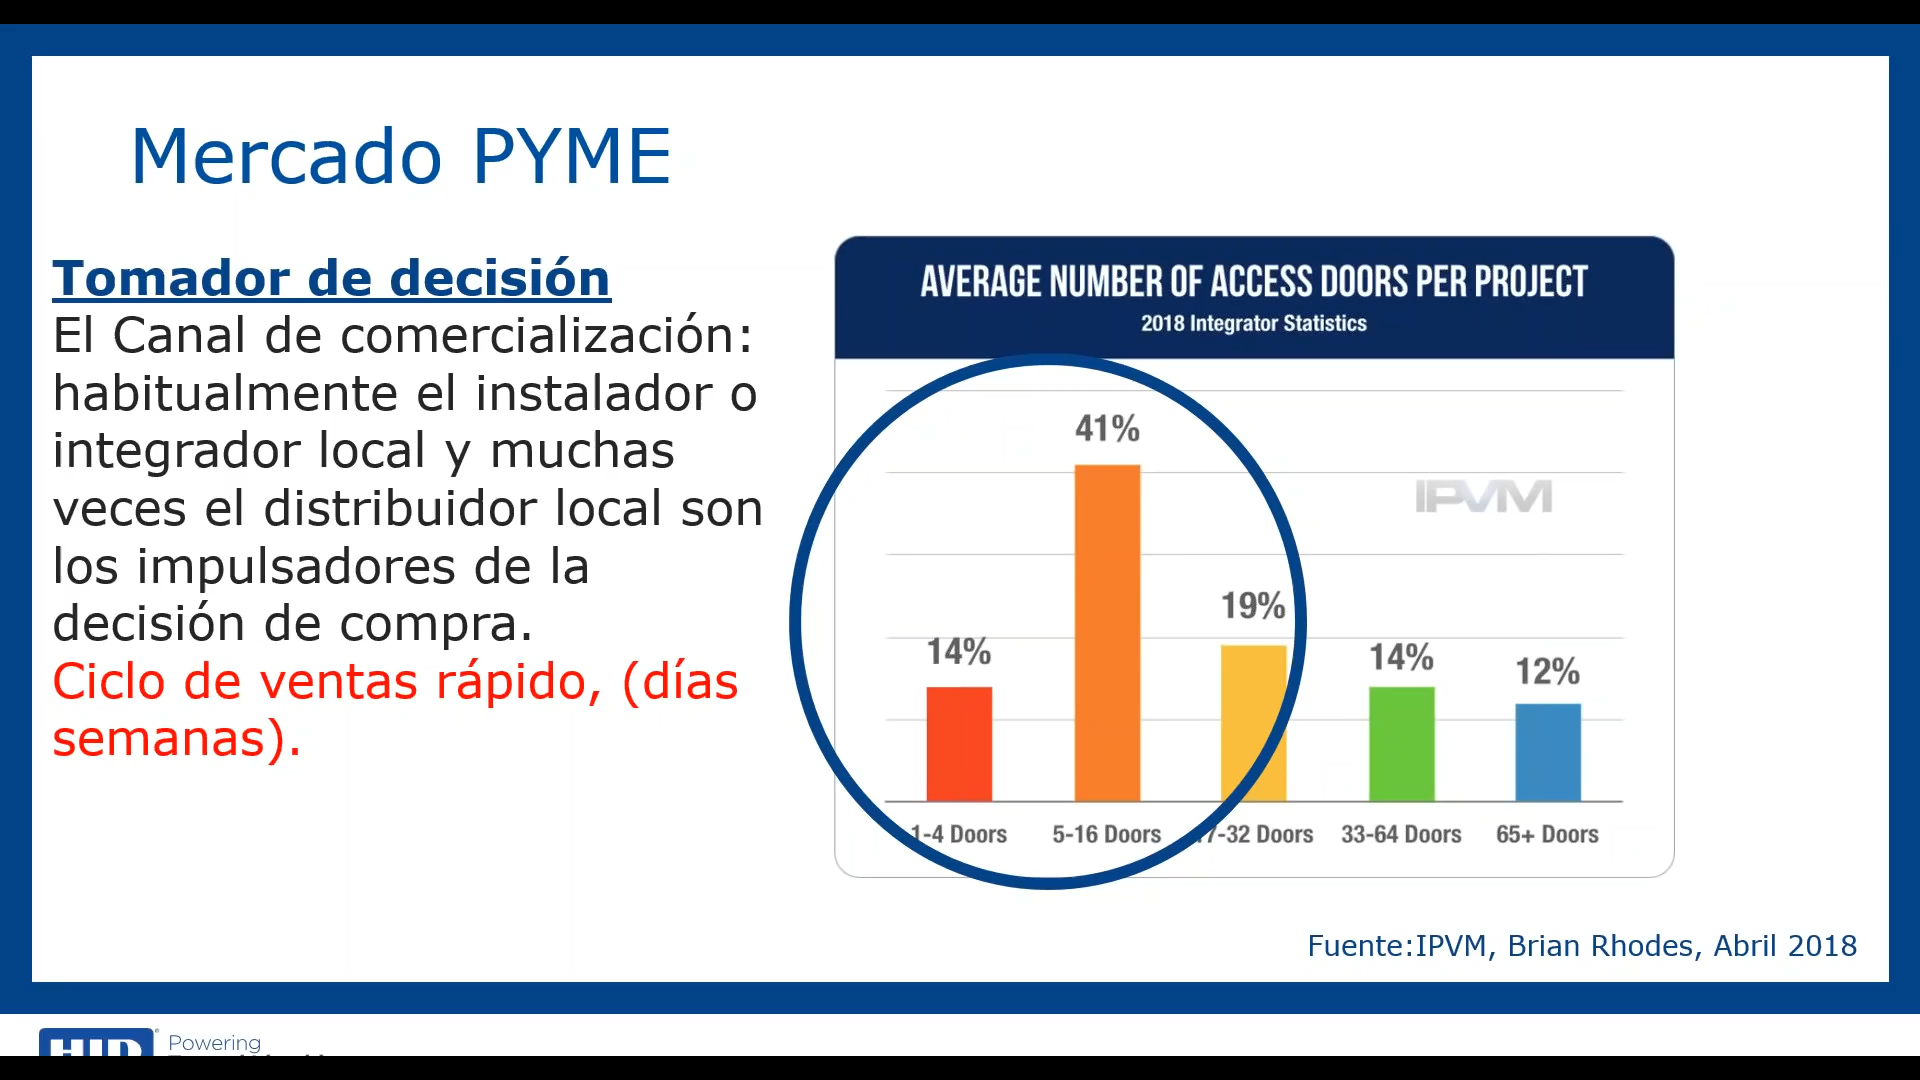 Mercado PYME
Tomador de decisión
El Canal de comercialización:
habitualmente el instalador o
integrador local y muchas
veces el distribuidor local son
los impulsadores de la
decisión de compra.
Ciclo de ventas rápido, (días
semanas).
AVERAGE NUMBER OF ACCESS DOORS PER PROJECT
2018 Integrator Statistics
41%
IPVM
19%
14%
14%
12%
1-4 Doors
5-16 Doors
17-32 Doors
33-64 Doors
65+ Doors
Fuente:IPVM, Brian Rhodes, Abril 2018
HID
Powering